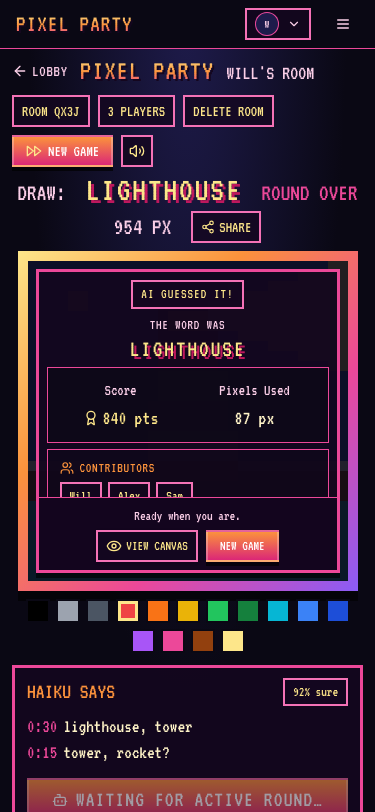 PIXEL PARTY
W
LOBBY PIXEL PARTY WILL'S ROOM
ROOM QX3J 3 PLAYERS DELETE ROOM
NEW GAME
DRAW: LIGHTHOUSE ROUND OVER
954 PX SHARE
AI GUESSED IT!
THE WORD WAS
LIGHTHOUSE
Score Pixels Used
840 pts 87 px
CONTRIBUTORS
Will Alex Sam
Ready when you are.
VIEW CANVAS NEW GAME
HAIKU SAYS 92% sure
0:30 lighthouse, tower
0:15 tower, rocket?
WAITING FOR ACTIVE ROUND…